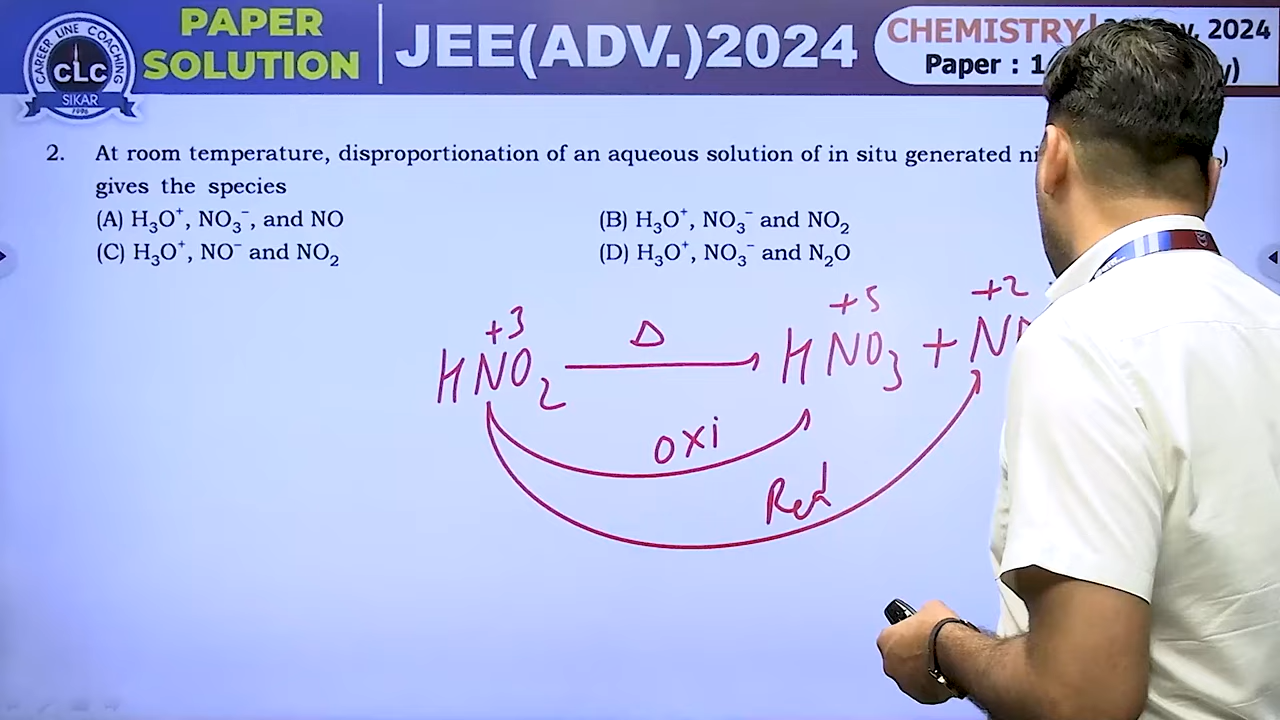 PAPER
SOLUTION
CAREER LINE COACHING
CLC
SIKAR
1996
JEE(ADV.)2024
CHEMISTRY| 2024
Paper : 1
2. At room temperature, disproportionation of an aqueous solution of in situ generated
gives the species
(A) H₃O⁺, NO₃⁻, and NO
(B) H₃O⁺, NO₃⁻ and NO₂
(C) H₃O⁺, NO⁻ and NO₂
(D) H₃O⁺, NO₃⁻ and N₂O
+3 Δ +5 +2
HNO₂ → HNO₃ + N
oxi
Red